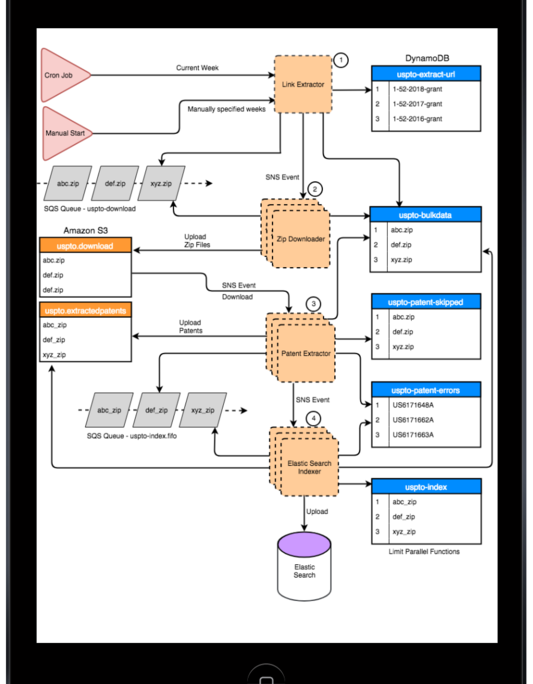 DynamoDB
1
Cron Job
Current Week
Link Extractor
uspto-extract-url
1 1-52-2018-grant
2 1-52-2017-grant
3 1-52-2016-grant
Manually specified weeks
Manual Start
SNS Event
abc.zip def.zip xyz.zip
2
SQS Queue - uspto-download
Zip Downloader
uspto-bulkdata
1 abc.zip
2 def.zip
3 xyz.zip
Amazon S3
uspto.download
abc.zip
def.zip
def.zip
Upload
Zip Files
SNS Event
Download
3
uspto.extractedpatents
abc_zip
def_zip
xyz_zip
Upload
Patents
Patent Extractor
uspto-patent-skipped
1 abc.zip
2 def.zip
3 xyz.zip
SNS Event
abc_zip def_zip xyz_zip
SQS Queue - uspto-index.fifo
4
uspto-patent-errors
1 US6171648A
2 US6171662A
3 US6171663A
Elastic Search
Indexer
uspto-index
1 abc_zip
2 def_zip
3 xyz_zip
Limit Parallel Functions
Upload
Elastic
Search